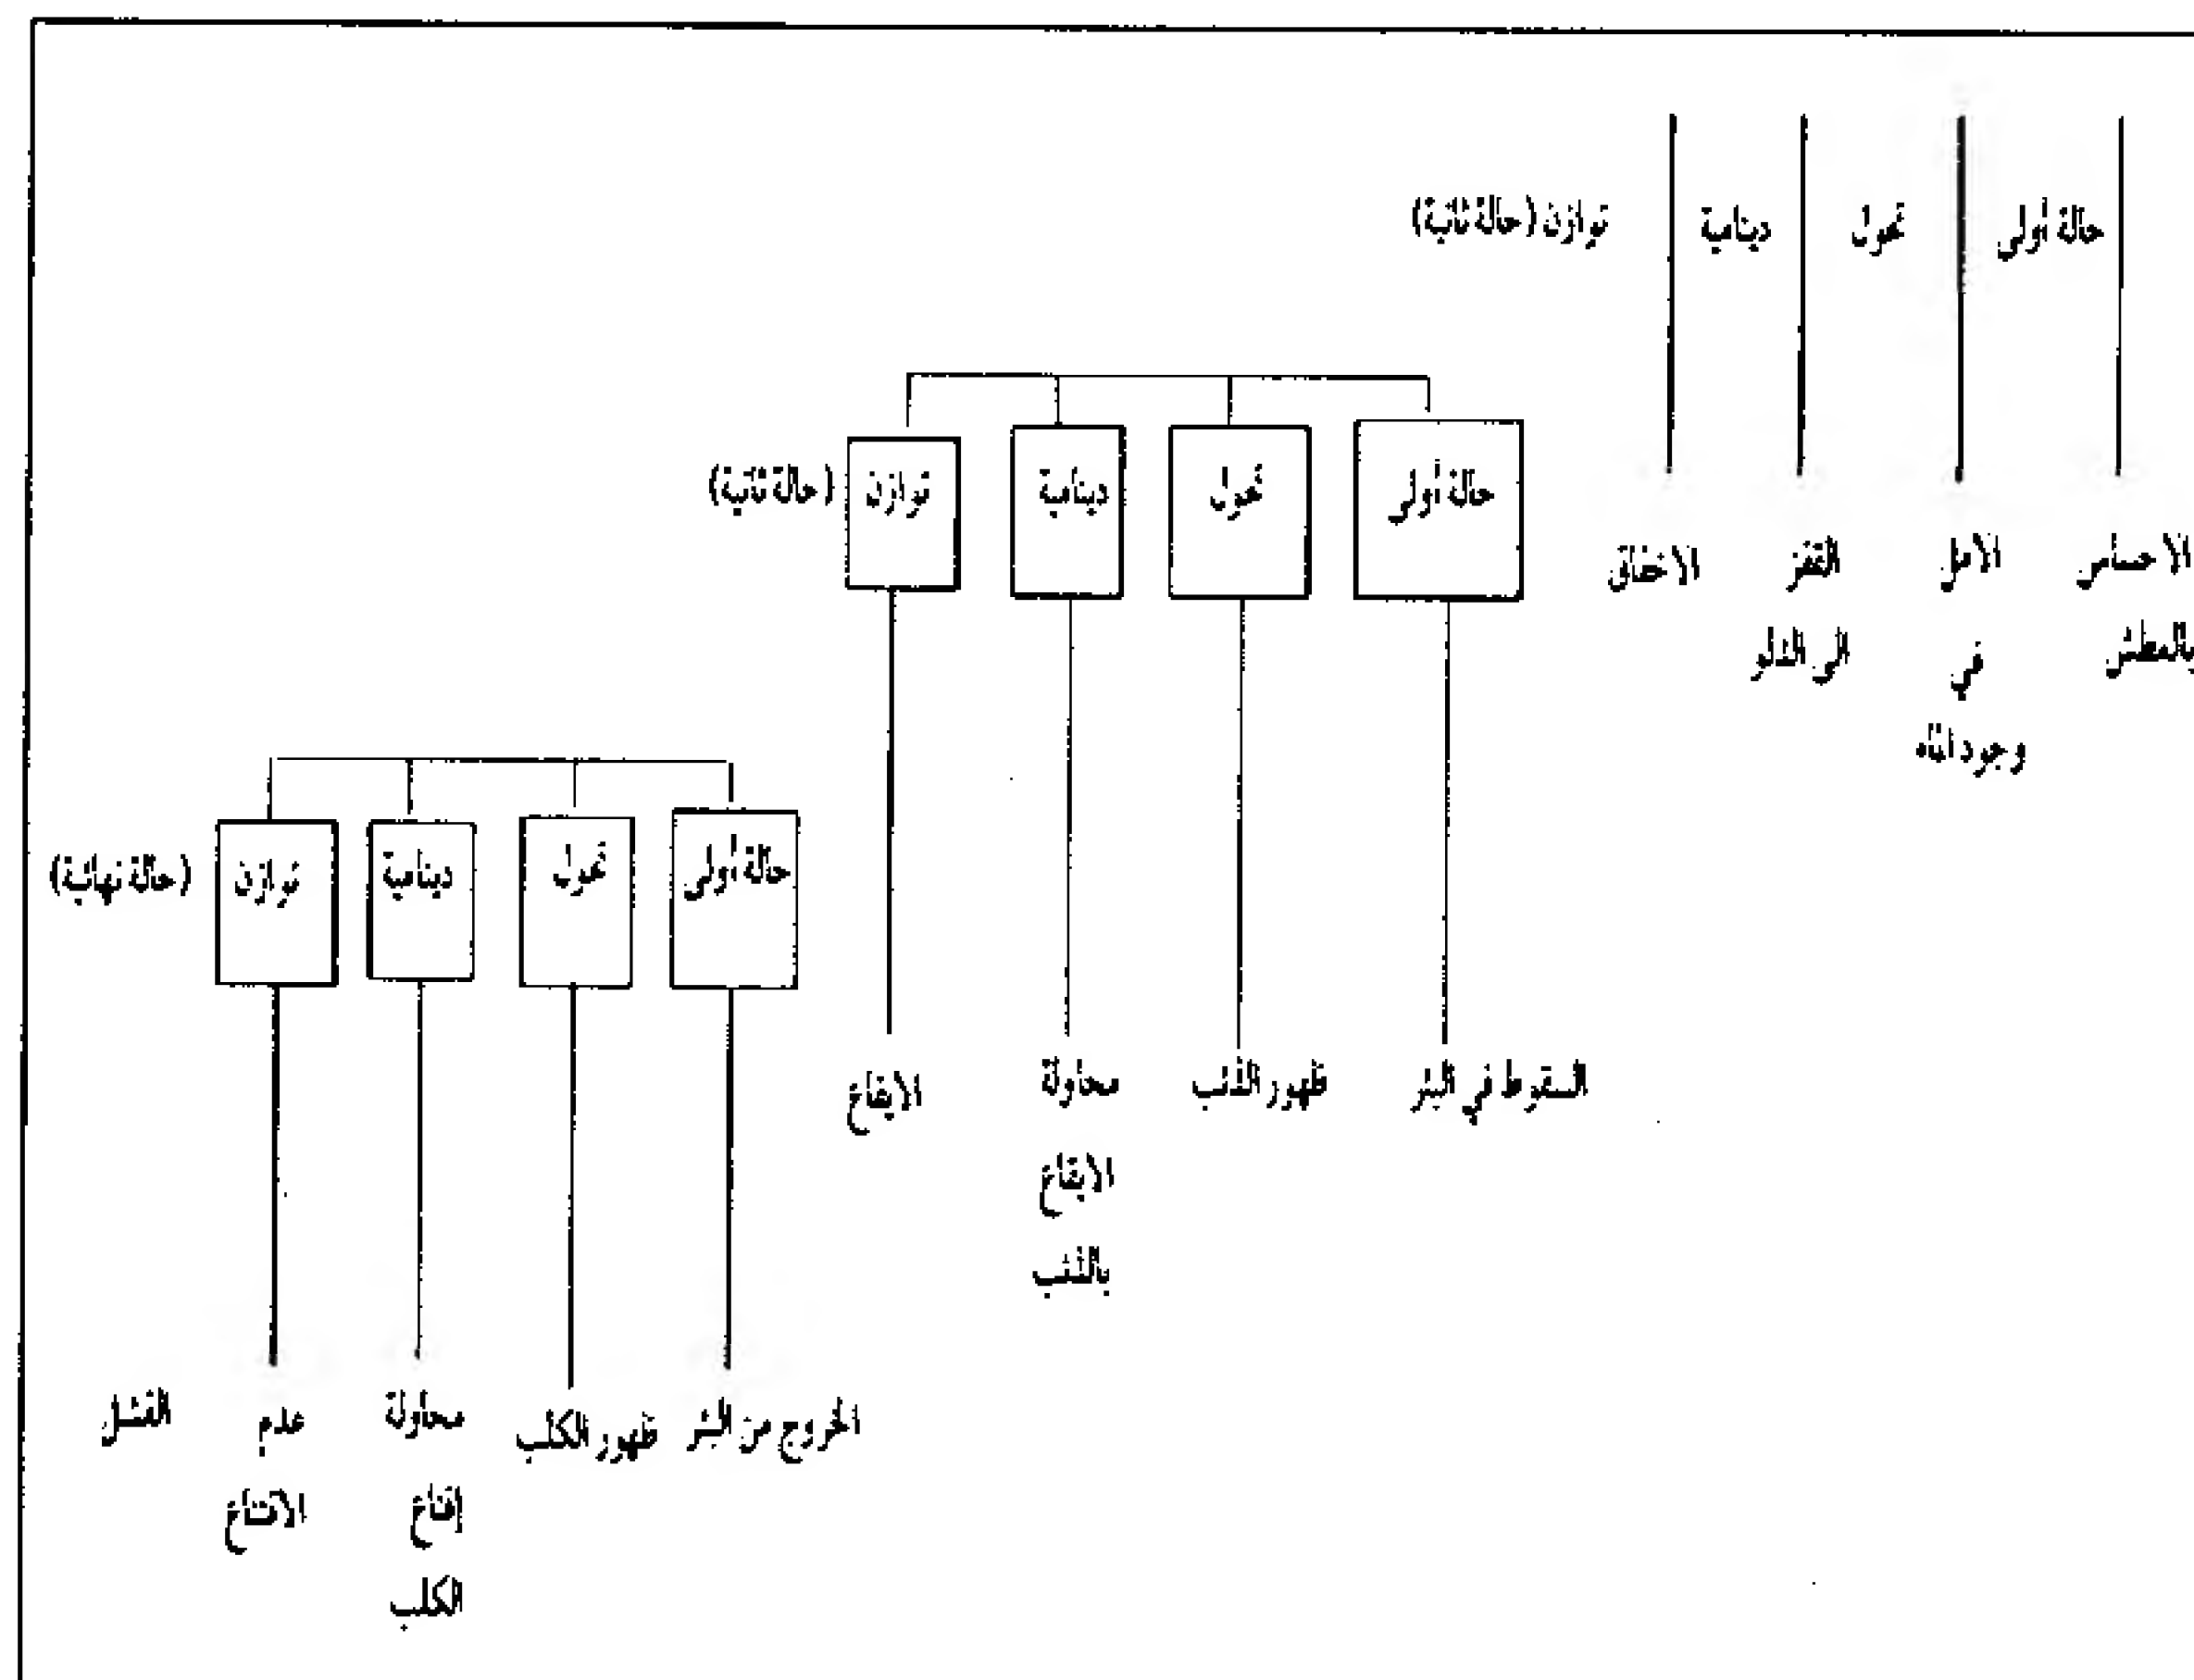 حالة أولى
تحول
دينامية
توازن (حالة ثانية)
الاحساس
بالعطش
الامل
في
وجود الماء
القفز
الى الدلو
الاخفاق
حالة أولى
تحول
دينامية
توازن
(حالة ثانية)
السقوط في البئر
ظهور الذئب
محاولة
الايقاع
بالذئب
الايقاع
حالة أولى
تحول
دينامية
توازن
(حالة نهائية)
الخروج من البئر
ظهور الكلب
محاولة
إقناع
الكلب
عدم
الاقتناع
الفشل